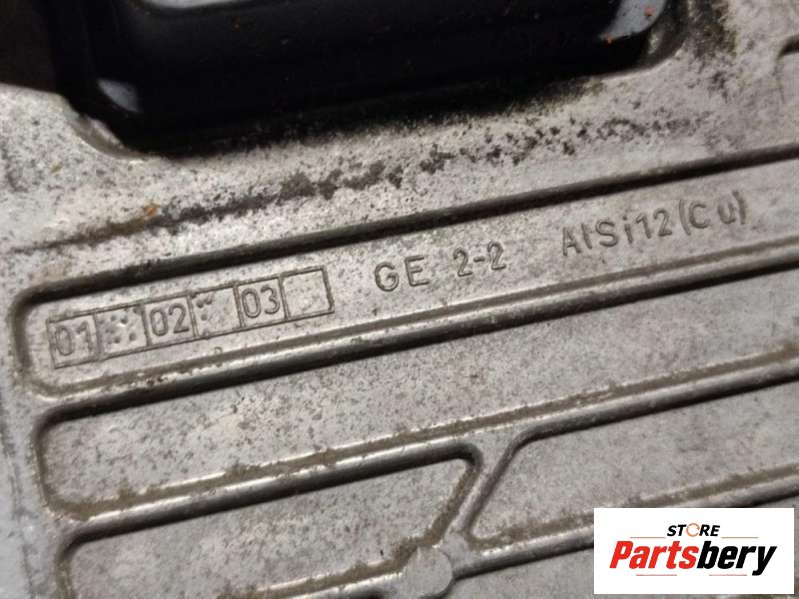 01 02 03 GE 2-2 AlSi12(Cu)
STORE
Partsbery